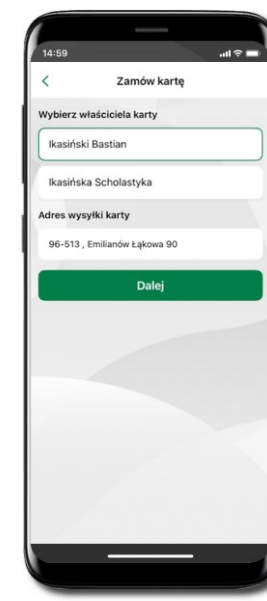 14:59
Zamów kartę
Wybierz właściciela karty
Ikasiński Bastian
Ikasińska Scholastyka
Adres wysyłki karty
96-513 , Emilianów Łąkowa 90
Dalej